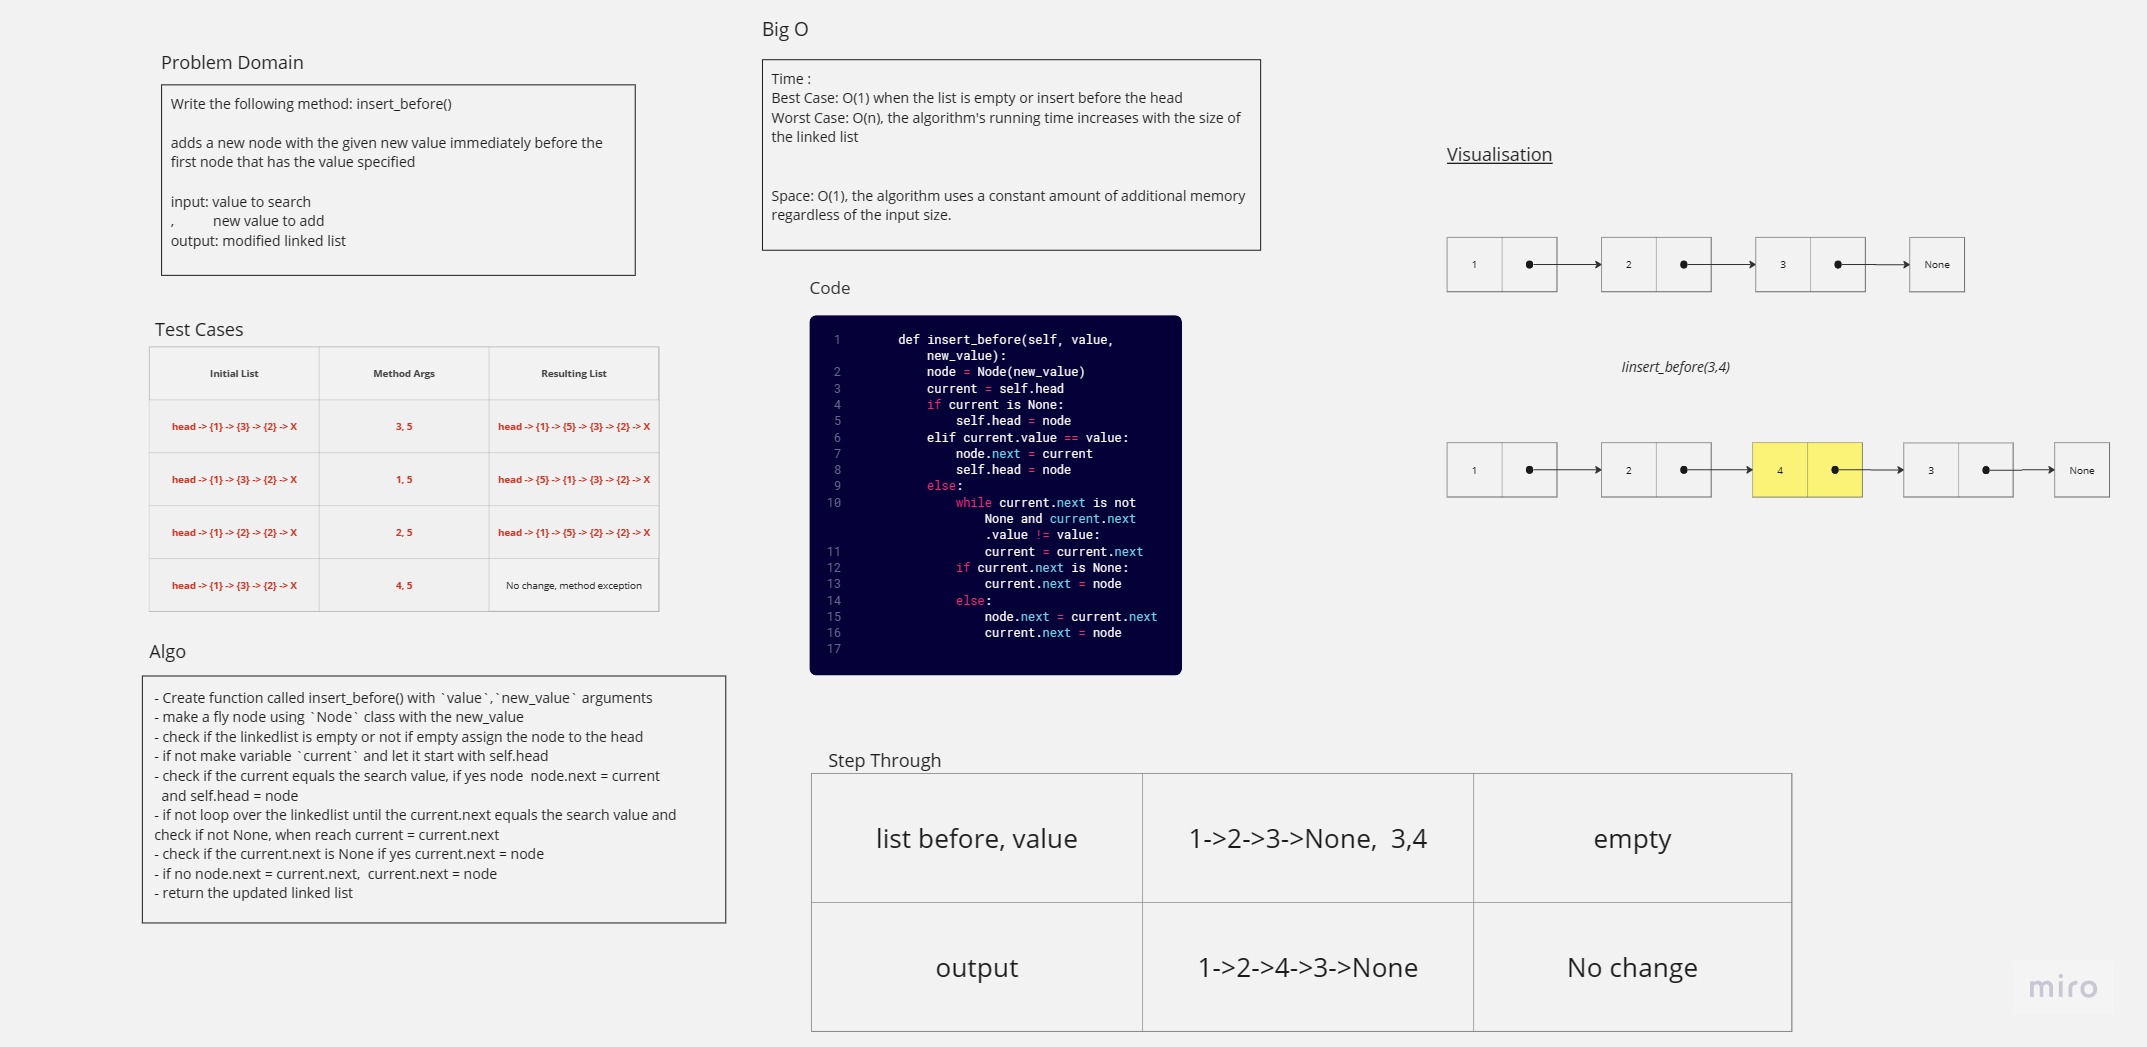 Problem Domain
Write the following method: insert_before()
adds a new node with the given new value immediately before the
first node that has the value specified
input: value to search
,          new value to add
output: modified linked list
Test Cases
Initial List Method Args Resulting List
head -> {1} -> {3} -> {2} -> X 3, 5 head -> {1} -> {5} -> {3} -> {2} -> X
head -> {1} -> {3} -> {2} -> X 1, 5 head -> {5} -> {1} -> {3} -> {2} -> X
head -> {1} -> {2} -> {2} -> X 2, 5 head -> {1} -> {5} -> {2} -> {2} -> X
head -> {1} -> {3} -> {2} -> X 4, 5 No change, method exception
Algo
- Create function called insert_before() with `value`,`new_value` arguments
- make a fly node using `Node` class with the new_value
- check if the linkedlist is empty or not if empty assign the node to the head
- if not make variable `current` and let it start with self.head
- check if the current equals the search value, if yes node  node.next = current
and self.head = node
- if not loop over the linkedlist until the current.next equals the search value and
check if not None, when reach current = current.next
- check if the current.next is None if yes current.next = node
- if no node.next = current.next,  current.next = node
- return the updated linked list
Big O
Time :
Best Case: O(1) when the list is empty or insert before the head
Worst Case: O(n), the algorithm's running time increases with the size of
the linked list
Space: O(1), the algorithm uses a constant amount of additional memory
regardless of the input size.
Code
1 def insert_before(self, value,
new_value):
2 node = Node(new_value)
3 current = self.head
4 if current is None:
5 self.head = node
6 elif current.value == value:
7 node.next = current
8 self.head = node
9 else:
10 while current.next is not
None and current.next
.value != value:
11 current = current.next
12 if current.next is None:
13 current.next = node
14 else:
15 node.next = current.next
16 current.next = node
17
Visualisation
1 2 3 None
Iinsert_before(3,4)
1 2 4 3 None
Step Through
list before, value 1->2->3->None,  3,4 empty
output 1->2->4->3->None No change
miro